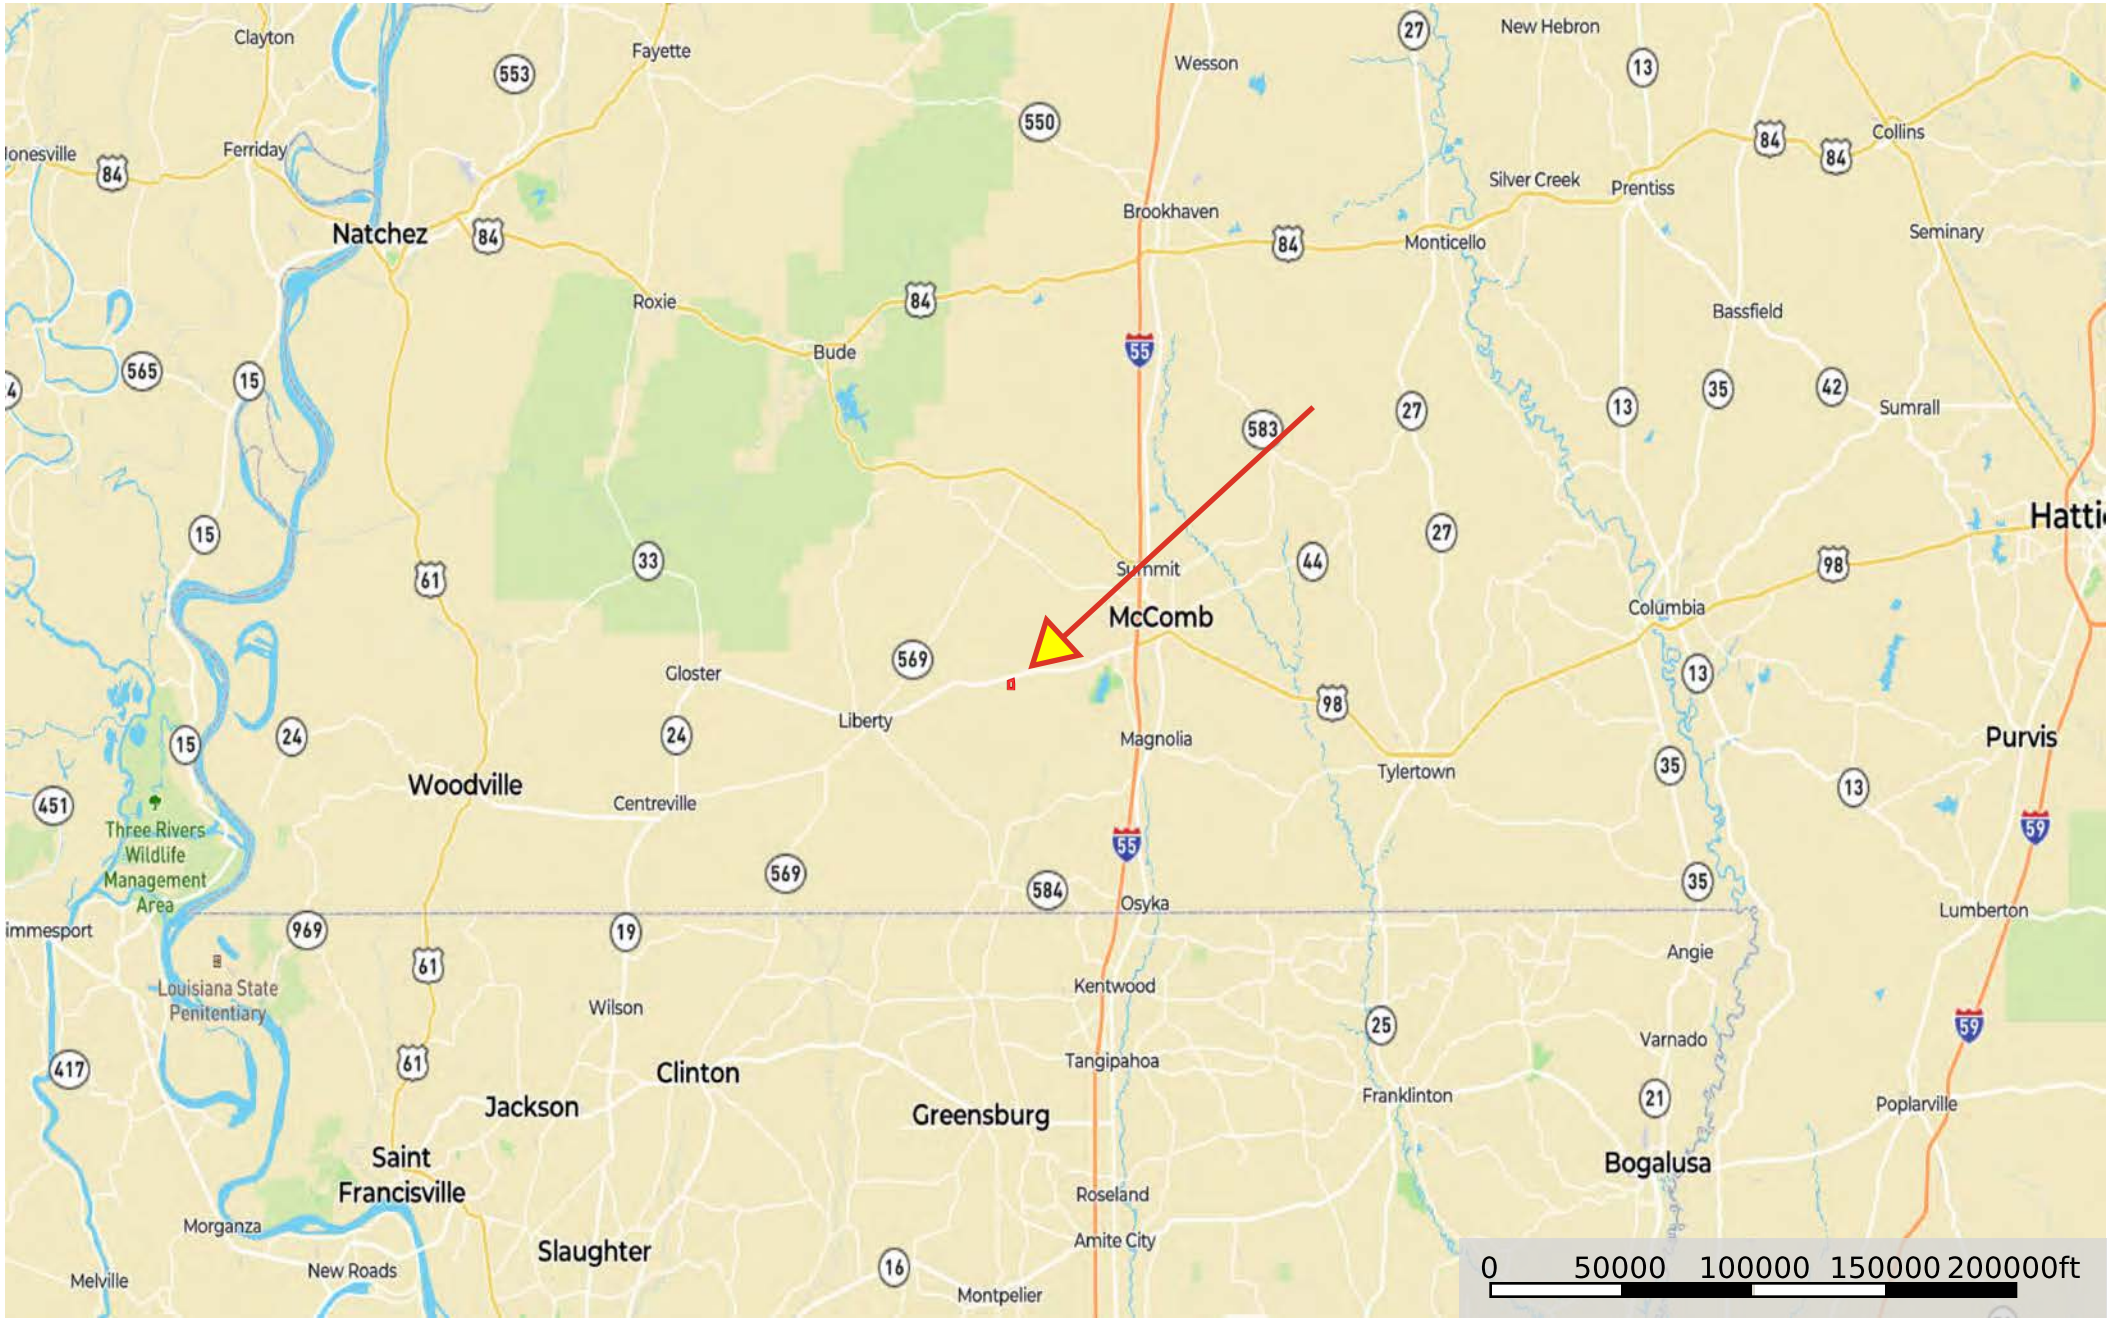 Clayton
553
Fayette
Wesson
27
New Hebron
13
550
Jonesville
84
Ferriday
Natchez
84
Brookhaven
84
Monticello
Silver Creek
Prentiss
84
84
Collins
Seminary
Roxie
84
Bude
55
Bassfield
565
15
4
583
27
13
35
42
Sumrall
15
33
61
Summit
44
27
98
Hatti
McComb
Columbia
569
Gloster
13
98
Liberty
15
24
24
Magnolia
Tylertown
35
Purvis
Woodville
Centreville
451
13
Three Rivers
Wildlife
Management
Area
55
59
569
584
35
Osyka
Lumberton
immesport
969
61
19
Angie
Louisiana State
Penitentiary
Wilson
Kentwood
25
59
Varnado
417
61
Clinton
Tangipahoa
Jackson
Greensburg
Franklinton
21
Poplarville
Saint
Francisville
Bogalusa
Morganza
Roseland
Slaughter
Amite City
Melville
New Roads
16
Montpelier
0 50000 100000 150000 200000ft